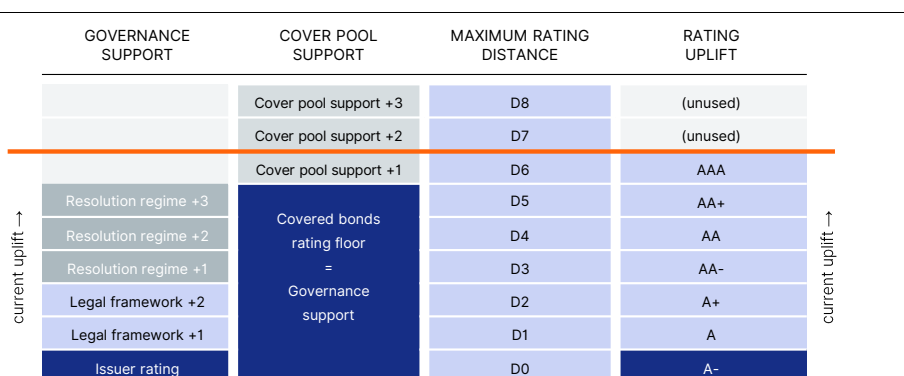 GOVERNANCE
SUPPORT
COVER POOL
SUPPORT
MAXIMUM RATING
DISTANCE
RATING
UPLIFT
Cover pool support +3
D8
(unused)
Cover pool support +2
D7
(unused)
Cover pool support +1
D6
AAA
Resolution regime +3
D5
AA+
Resolution regime +2
D4
AA
Resolution regime +1
D3
AA-
Legal framework +2
D2
A+
Legal framework +1
D1
A
Issuer rating
D0
A-
Covered bonds
rating floor
=
Governance
support
current uplift →
current uplift →